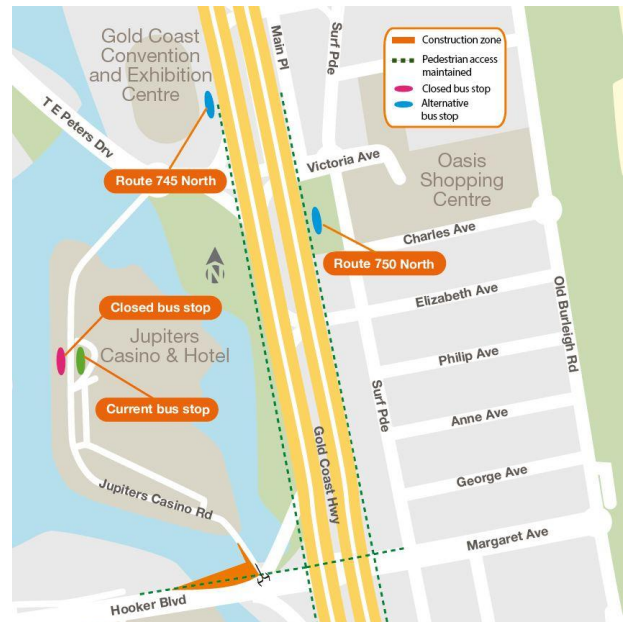 Gold Coast
Convention
and Exhibition
Centre
Main Pl
Surf Pde
Construction zone
Pedestrian access
maintained
Closed bus stop
Alternative
bus stop
T E Peters Drv
Victoria Ave
Oasis
Shopping
Centre
Route 745 North
Charles Ave
N
Route 750 North
Elizabeth Ave
Old Burleigh Rd
Closed bus stop
Jupiters
Casino & Hotel
Philip Ave
Current bus stop
Surf Pde
Anne Ave
Gold Coast Hwy
George Ave
Jupiters Casino Rd
Margaret Ave
Hooker Blvd